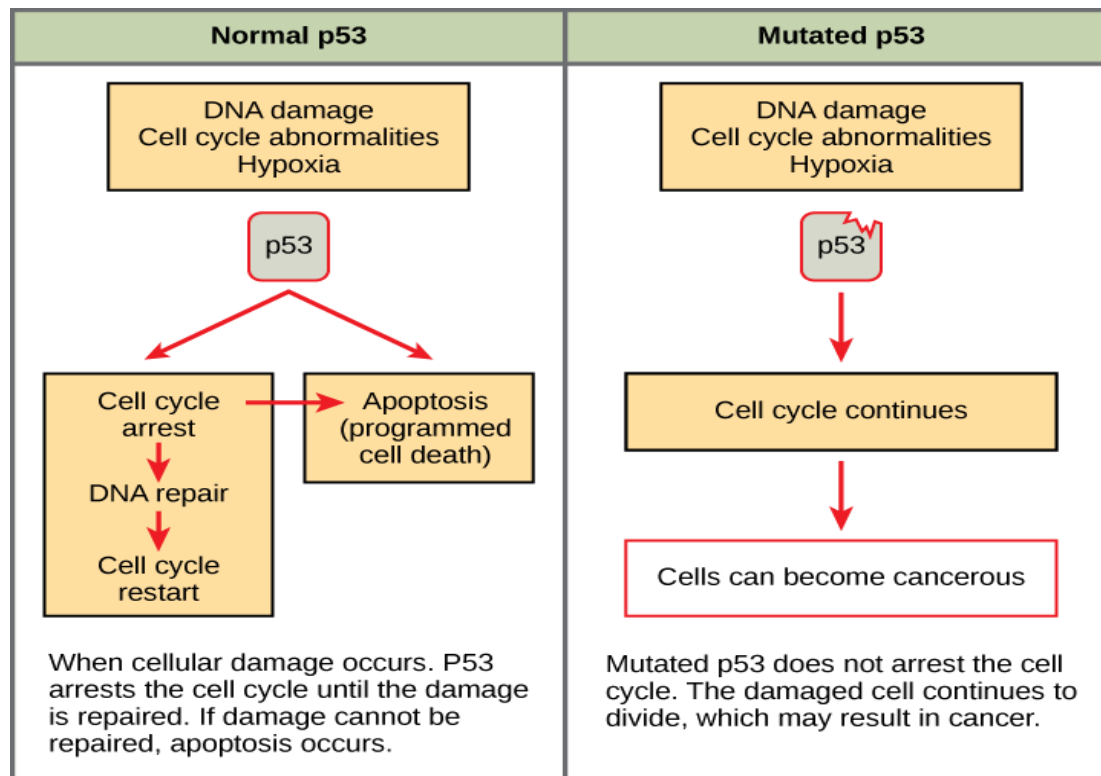 Normal p53
DNA damage
Cell cycle abnormalities
Hypoxia
p53
Cell cycle
arrest
DNA repair
Cell cycle
restart
Apoptosis
(programmed
cell death)
When cellular damage occurs. P53
arrests the cell cycle until the damage
is repaired. If damage cannot be
repaired, apoptosis occurs.
Mutated p53
DNA damage
Cell cycle abnormalities
Hypoxia
p53
Cell cycle continues
Cells can become cancerous
Mutated p53 does not arrest the cell
cycle. The damaged cell continues to
divide, which may result in cancer.